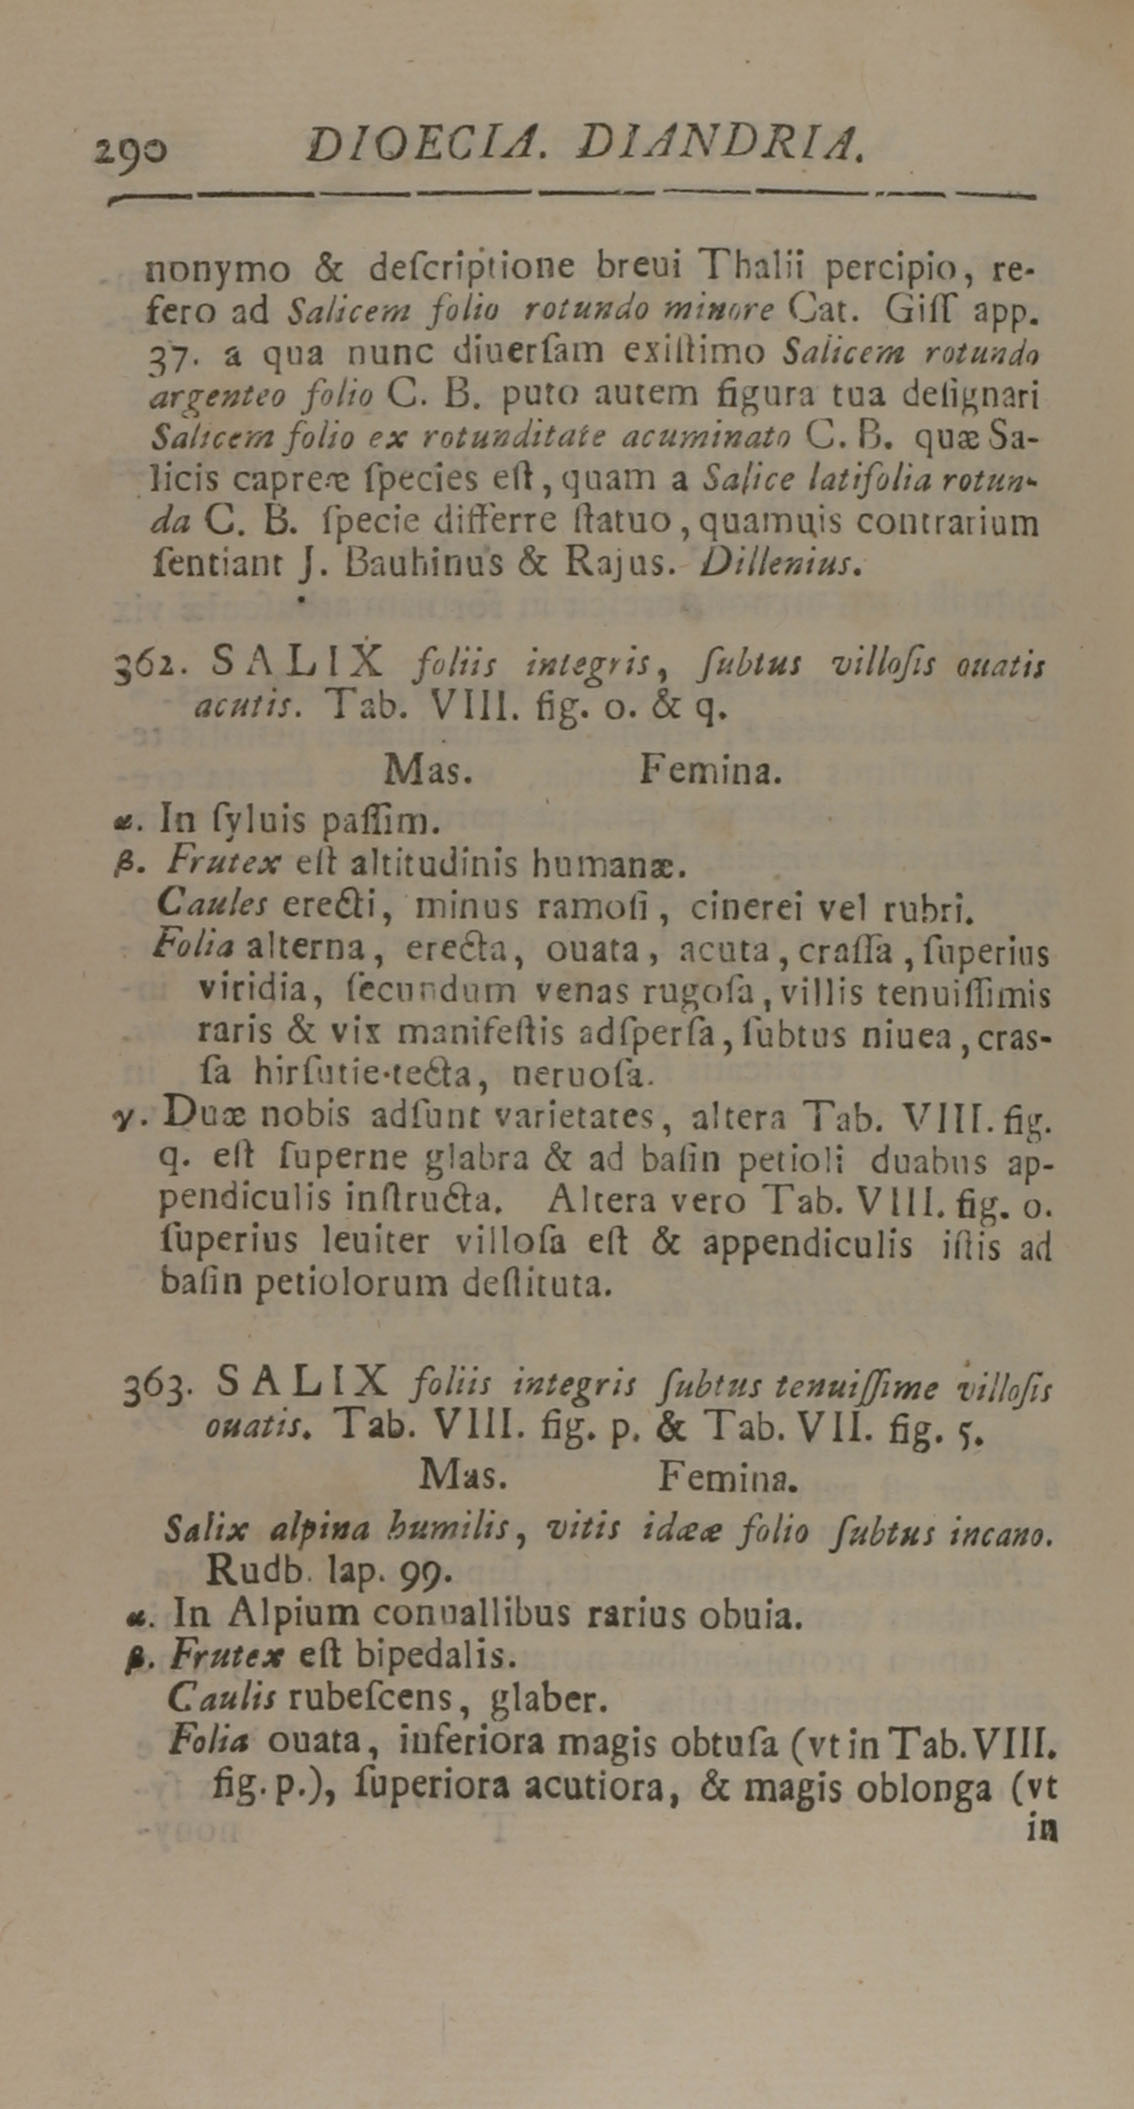 290 DIOECIA. DIANDRIA.
nonymo & deſcriptione breui Thalii percipio, re-
fero ad Salicem folio rotundo minore Cat. Giſſ app.
37. a qua nunc diuerſam exiſtimo Salicem rotundo
argenteo folio C. B. puto autem figura tua deſignari
Salicem folio ex rotunditate acuminato C. B. quæ Sa-
licis capreæ ſpecies eſt, quam a Salice latifolia rotun-
da C. B. ſpecie differre ſtatuo, quamuis contrarium
ſentiant J. Bauhinus & Rajus. Dillenius.
362. SALIX foliis integris, ſubtus villoſis ouatis
acutis. Tab. VIII. fig. o. & q.
Mas. Femina.
α. In ſyluis paſſim.
β. Frutex eſt altitudinis humanæ.
Caules erecti, minus ramoſi, cinerei vel rubri.
Folia alterna, erecta, ouata, acuta, craſſa, ſuperius
viridia, ſecundum venas rugoſa, villis tenuiſſimis
raris & vix manifeſtis adſperſa, ſubtus niuea, cras-
ſa hirſutie tecta, neruoſa.
γ. Duæ nobis adſunt varietates, altera Tab. VIII. fig.
q. eſt ſuperne glabra & ad baſin petioli duabus ap-
pendiculis inſtructa. Altera vero Tab. VIII. fig. o.
ſuperius leuiter villoſa eſt & appendiculis iſtis ad
baſin petiolorum deſtituta.
363. SALIX foliis integris ſubtus tenuiſſime villoſis
ouatis. Tab. VIII. fig. p. & Tab. VII. fig. 5.
Mas. Femina.
Salix alpina humilis, vitis idææ folio ſubtus incano.
Rudb. lap. 99.
α. In Alpium conuallibus rarius obuia.
β. Frutex eſt bipedalis.
Caulis rubeſcens, glaber.
Folia ouata, inferiora magis obtuſa (vt in Tab. VIII.
fig. p.), ſuperiora acutiora, & magis oblonga (vt
in